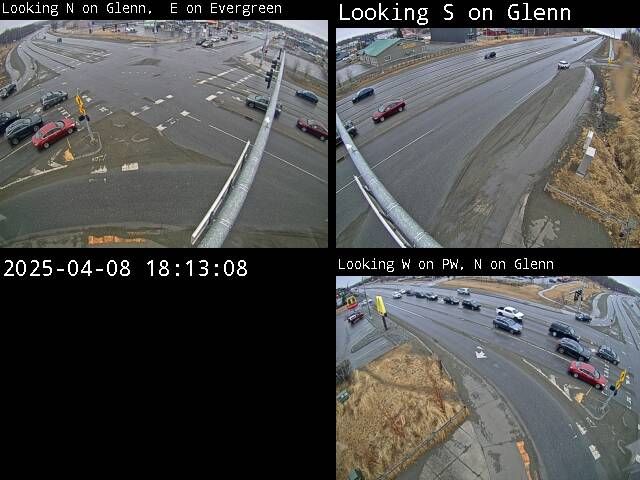 Looking N on Glenn,  E on Evergreen
Looking S on Glenn
2025-04-08 18:13:08
Looking W on PW, N on Glenn